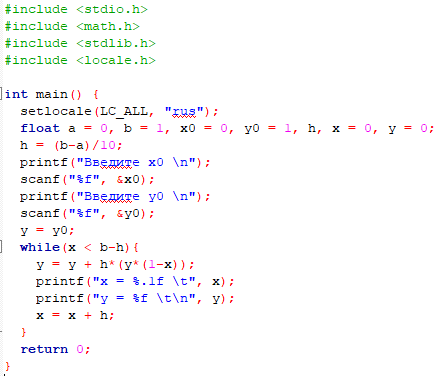 #include <stdio.h>
#include <math.h>
#include <stdlib.h>
#include <locale.h>
int main() {
setlocale(LC_ALL, "rus");
float a = 0, b = 1, x0 = 0, y0 = 1, h, x = 0, y = 0;
h = (b-a)/10;
printf("Введите x0 \n");
scanf("%f", &x0);
printf("Введите y0 \n");
scanf("%f", &y0);
y = y0;
while(x < b-h){
y = y + h*(y*(1-x));
printf("x = %.1f \t", x);
printf("y = %f \t\n", y);
x = x + h;
}
return 0;
}